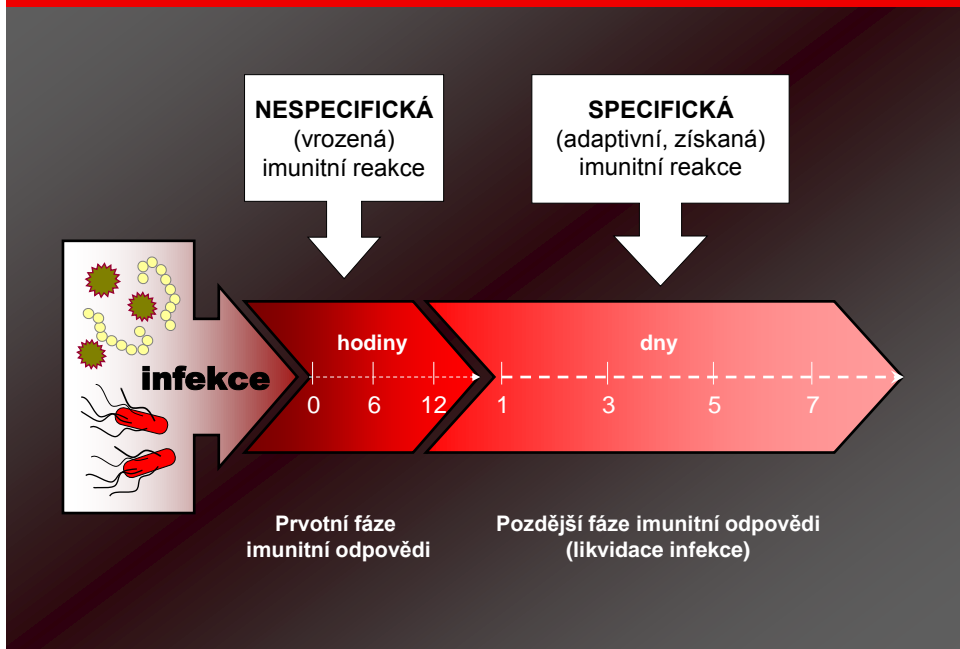 NESPECIFICKÁ
(vrozená)
imunitní reakce
SPECIFICKÁ
(adaptivní, získaná)
imunitní reakce
infekce
hodiny
0 6 12
dny
1 3 5 7
Prvotní fáze
imunitní odpovědi
Pozdější fáze imunitní odpovědi
(likvidace infekce)